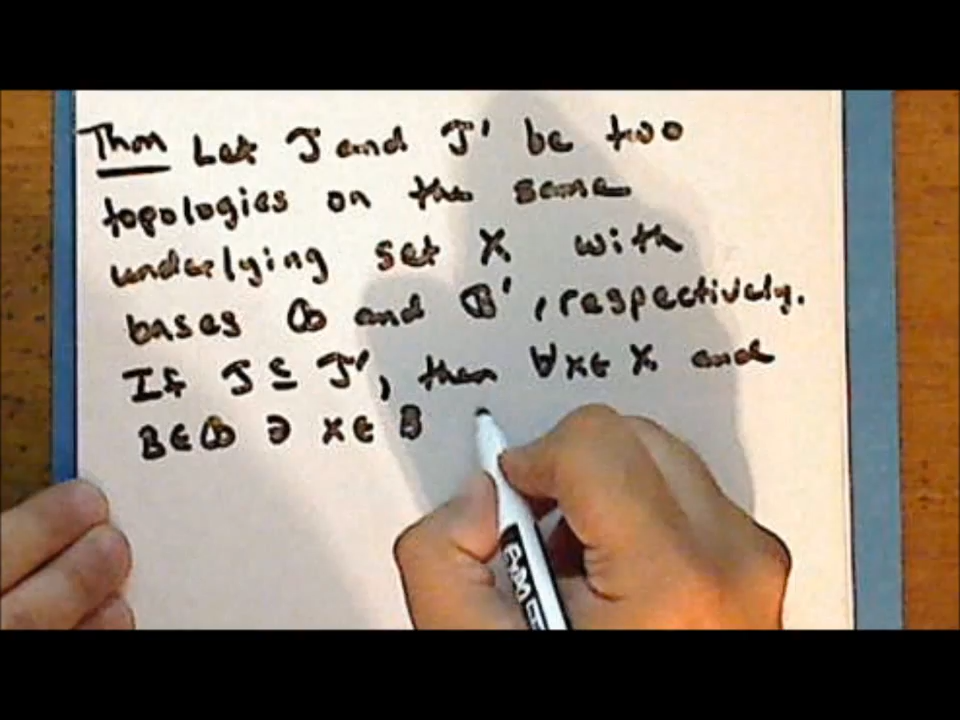 Thm Let 𝒯 and 𝒯' be two
topologies on the same
underlying set X with
bases ℬ and ℬ', respectively.
If 𝒯 ⊆ 𝒯', then ∀x∈ X and
B∈ℬ ∋ x∈ B